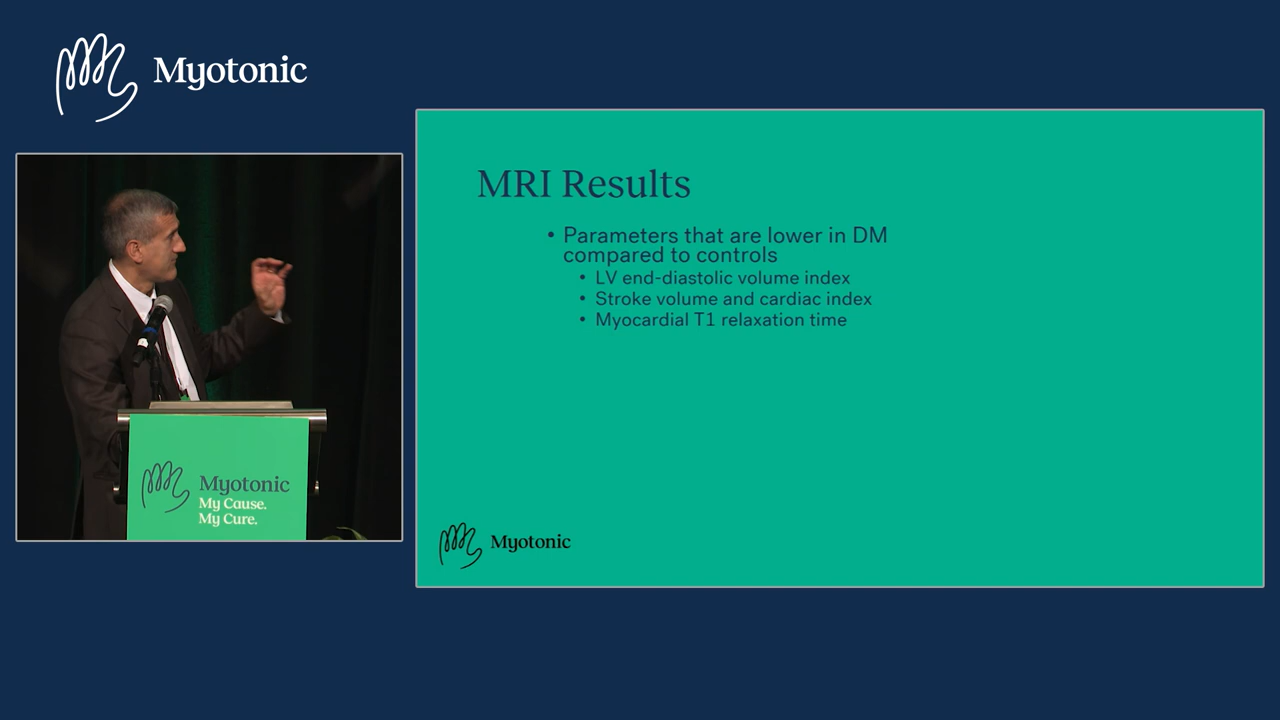 Myotonic
MRI Results
• Parameters that are lower in DM
compared to controls
• LV end-diastolic volume index
• Stroke volume and cardiac index
• Myocardial T1 relaxation time
Myotonic
My Cause.
My Cure.
Myotonic